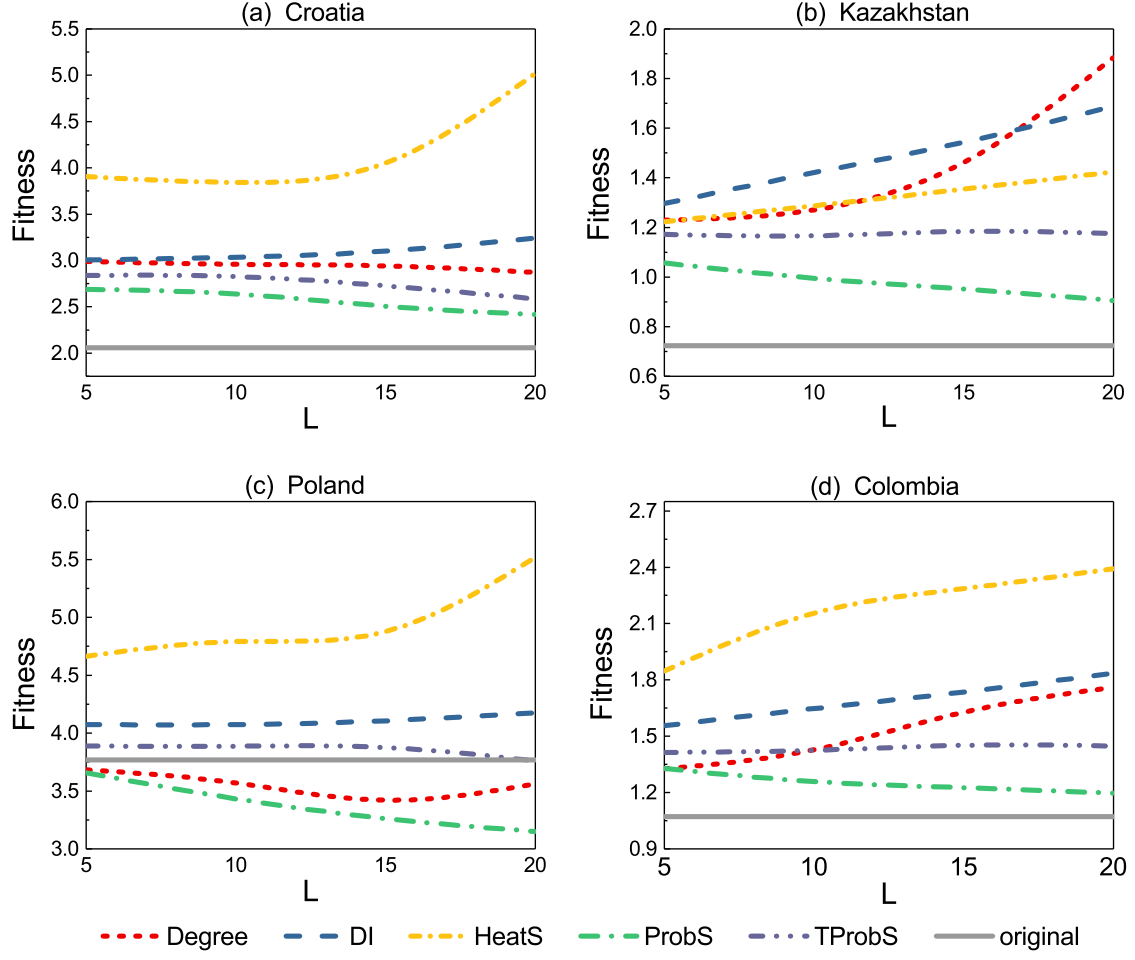 (a) Croatia
5.5
5.0
4.5
4.0
3.5
3.0
2.5
2.0
Fitness
5 10 15 20
L
(b) Kazakhstan
2.0
1.8
1.6
1.4
1.2
1.0
0.8
0.6
Fitness
5 10 15 20
L
(c) Poland
6.0
5.5
5.0
4.5
4.0
3.5
3.0
Fitness
5 10 15 20
L
(d) Colombia
2.7
2.4
2.1
1.8
1.5
1.2
0.9
Fitness
5 10 15 20
L
Degree DI HeatS ProbS TProbS original